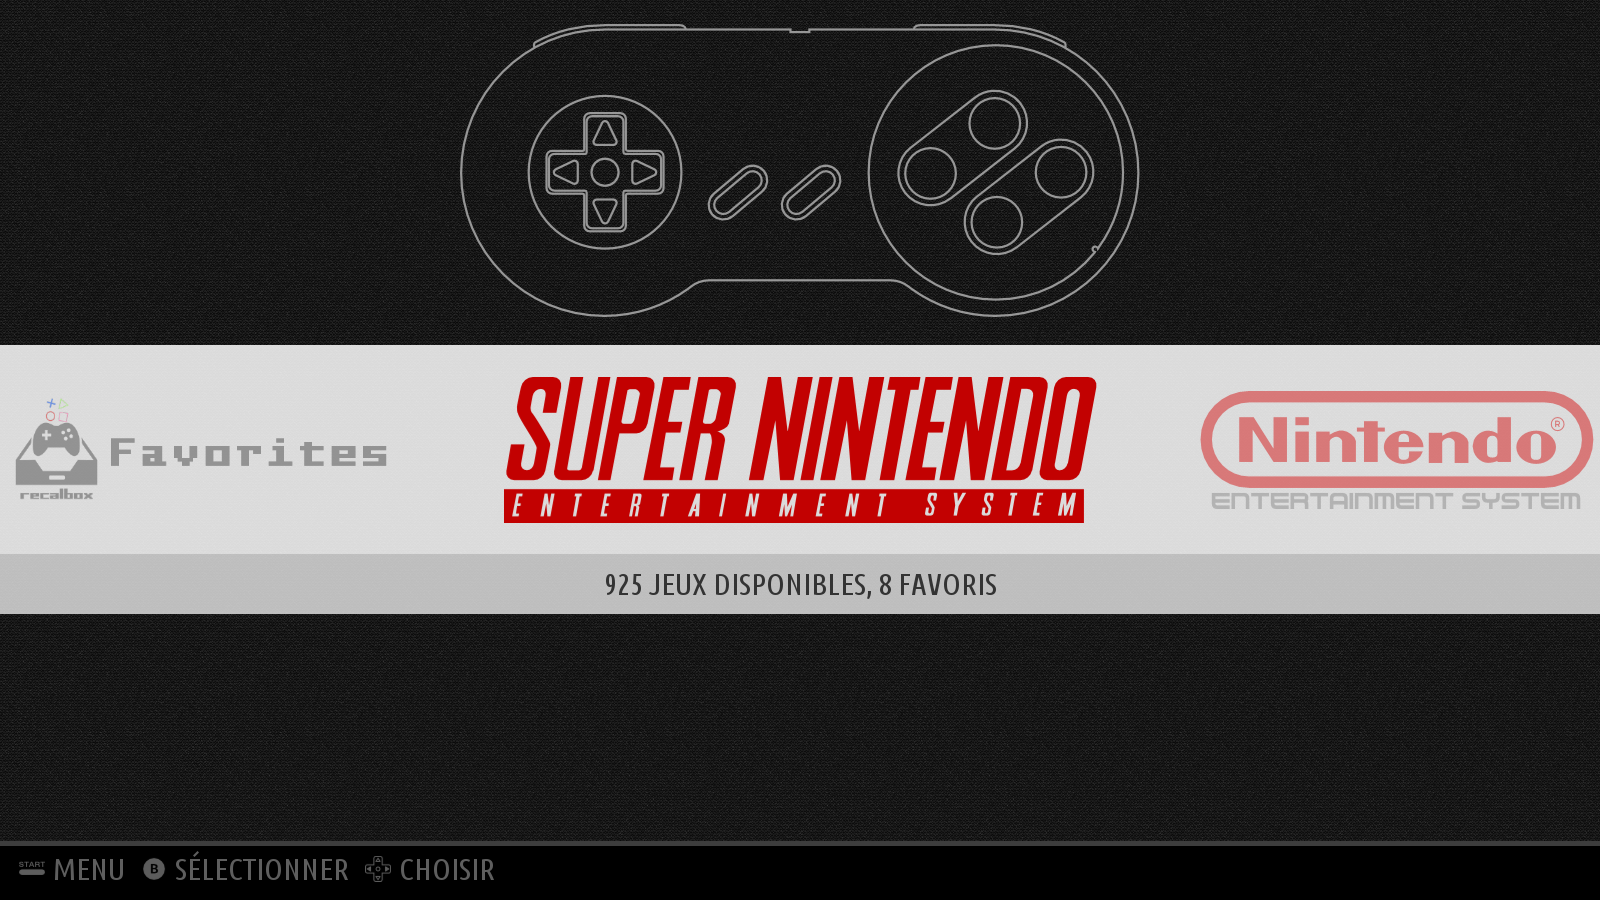 Favorites
recalbox
SUPER NINTENDO
ENTERTAINMENT SYSTEM
Nintendo®
ENTERTAINMENT SYSTEM
925 JEUX DISPONIBLES, 8 FAVORIS
START MENU B SÉLECTIONNER CHOISIR